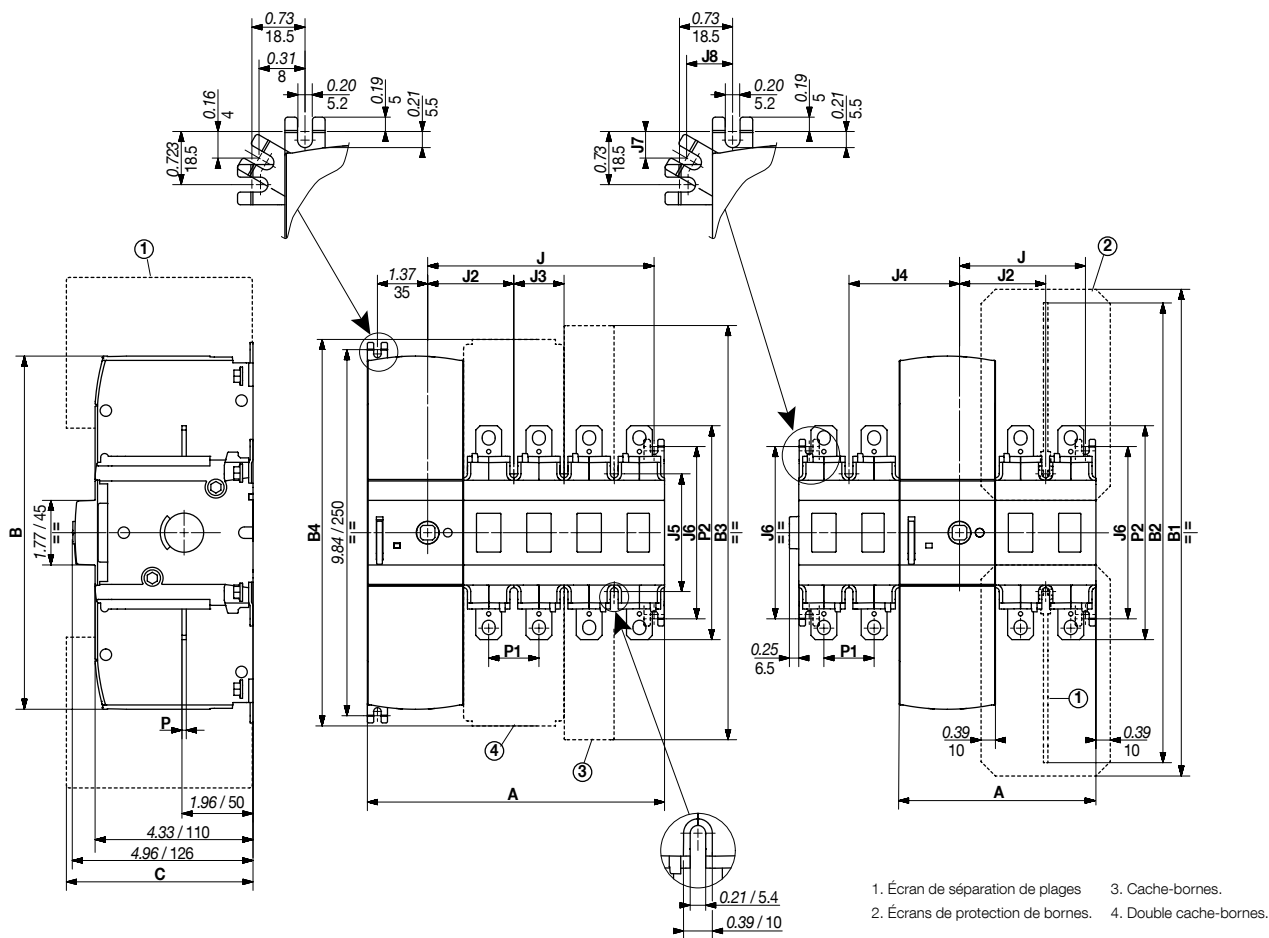 0.73
18.5
0.31
8
0.20
5.2
0.19
5
0.21
5.5
0.16
4
0.723
18.5
0.73
18.5
J8
0.20
5.2
0.19
5
0.21
5.5
J7
0.73
18.5
1
B
1.77 / 45
==
P
1.96 / 50
4.33 / 110
4.96 / 126
C
J
1.37
35
J2
J3
B4
9.84 / 250
==
J5
J6
P2
B3
==
P1
4
3
A
0.21 / 5.4
0.39 / 10
J
J4
J2
2
J6
==
J6
P2
B2
B1
==
0.25
6.5
P1
1
0.39
10
0.39
10
A
1. Écran de séparation de plages
2. Écrans de protection de bornes.
3. Cache-bornes.
4. Double cache-bornes.